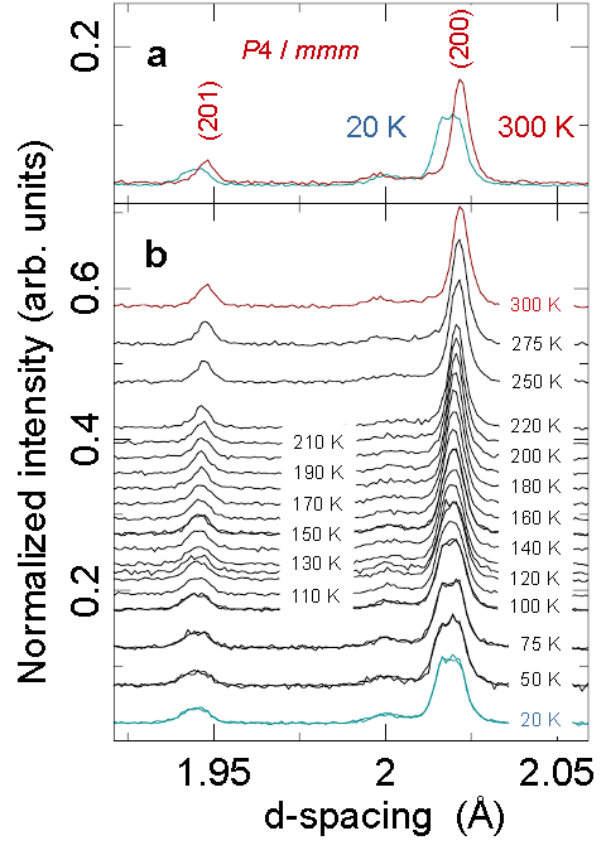 Normalized intensity (arb. units)
0.2
a
P4 / mmm
(201)
(200)
20 K
300 K
b
0.6
0.4
0.2
300 K
275 K
250 K
220 K
210 K
200 K
190 K
180 K
170 K
160 K
150 K
140 K
130 K
120 K
110 K
100 K
75 K
50 K
20 K
1.95
2
2.05
d-spacing (Å)